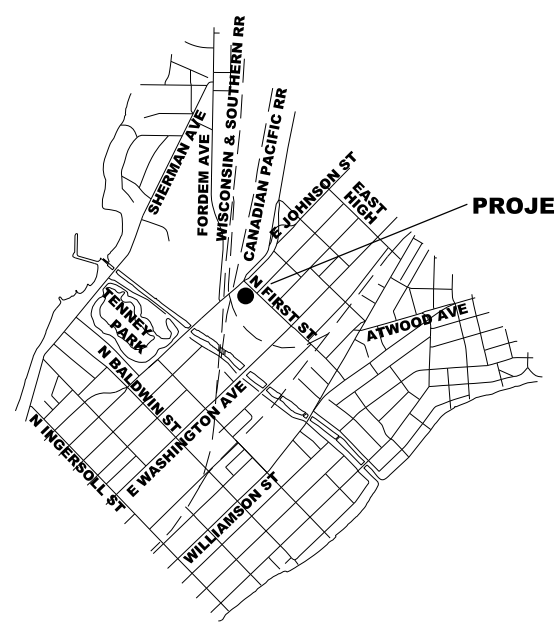 WISCONSIN & SOUTHERN RR
CANADIAN PACIFIC RR
SHERMAN AVE
FORDEM AVE
E JOHNSON ST
EAST
HIGH
PROJE
N FIRST ST
TENNEY
PARK
ATWOOD AVE
N BALDWIN ST
E WASHINGTON AVE
N INGERSOLL ST
WILLIAMSON ST